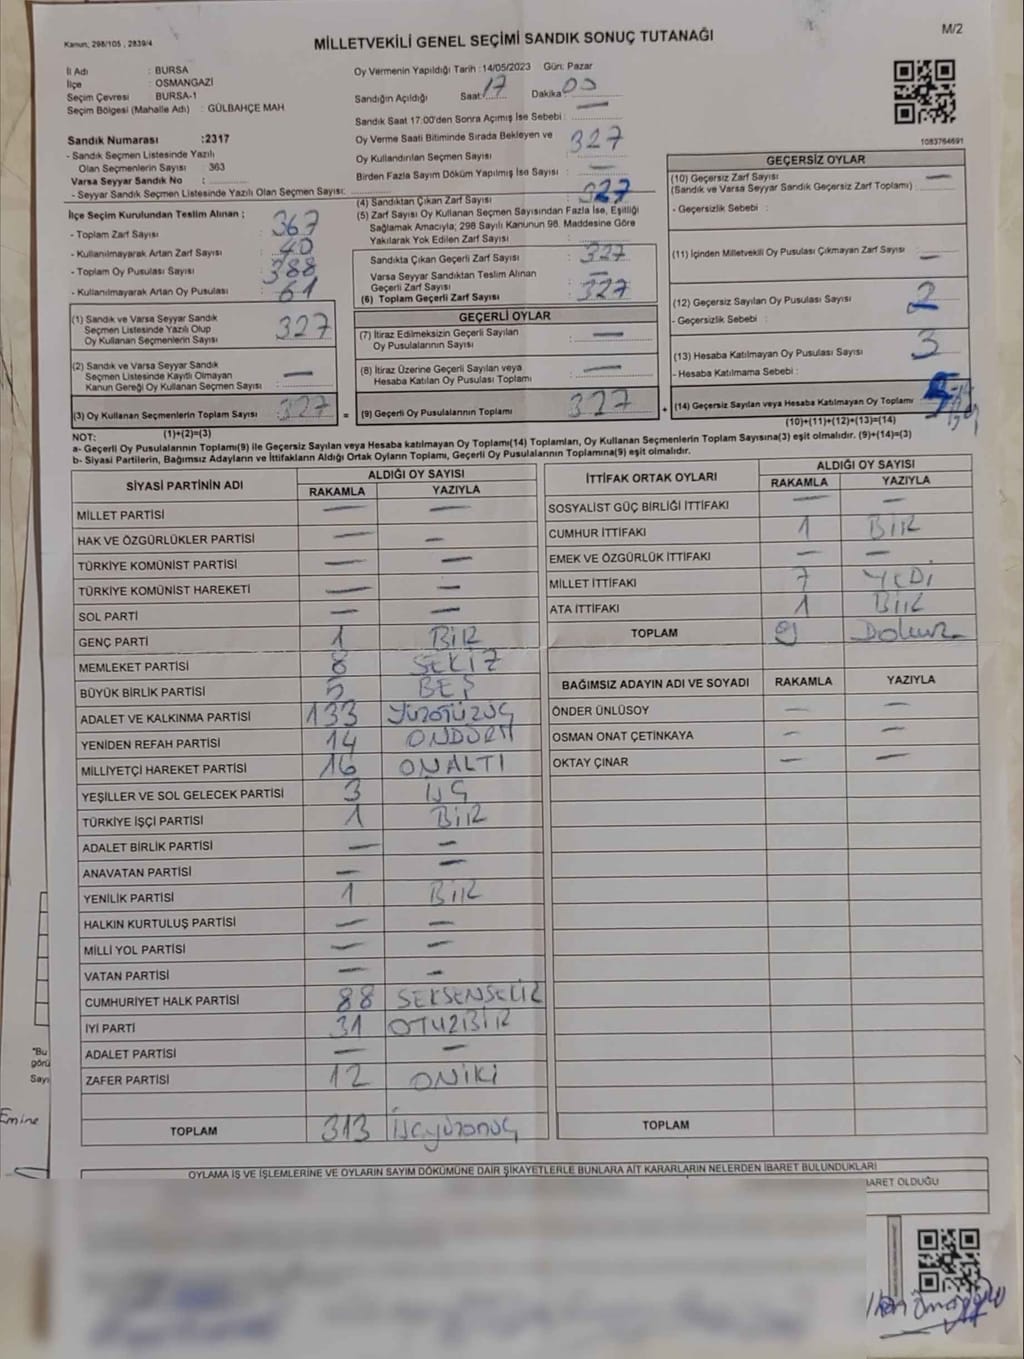 Kanun, 298/105 , 2839/4
MİLLETVEKİLİ GENEL SEÇİMİ SANDIK SONUÇ TUTANAĞI
M/2
İl Adı : BURSA
İlçe : OSMANGAZİ
Seçim Çevresi : BURSA-1
Seçim Bölgesi (Mahalle Adı) : GÜLBAHÇE MAH
Sandık Numarası :2317
- Sandık Seçmen Listesinde Yazılı
Olan Seçmenlerin Sayısı : 363
Varsa Seyyar Sandık No :
- Seyyar Sandık Seçmen Listesinde Yazılı Olan Seçmen Sayısı:
Oy Vermenin Yapıldığı Tarih :14/05/2023 Gün: Pazar
Sandığın Açıldığı Saat: 17 Dakika:
Sandık Saat 17:00'den Sonra Açımış İse Sebebi : —
Oy Verme Saati Bitiminde Sırada Bekleyen ve
Oy Kullandırılan Seçmen Sayısı : 327
Birden Fazla Sayım Döküm Yapılmış İse Sayısı : —
1083764691
İlçe Seçim Kurulundan Teslim Alınan ;
- Toplam Zarf Sayısı : 367
- Kullanılmayarak Artan Zarf Sayısı : 40
- Toplam Oy Pusulası Sayısı : 388
- Kullanılmayarak Artan Oy Pusulası : 61
(1) Sandık ve Varsa Seyyar Sandık
Seçmen Listesinde Yazılı Olup
Oy Kullanan Seçmenlerin Sayısı : 327
(2) Sandık ve Varsa Seyyar Sandık
Seçmen Listesinde Kayıtlı Olmayan
Kanun Gereği Oy Kullanan Seçmen Sayısı : —
(3) Oy Kullanan Seçmenlerin Toplam Sayısı : 327
(1)+(2)=(3)
(4) Sandıktan Çıkan Zarf Sayısı : 327
(5) Zarf Sayısı Oy Kullanan Seçmen Sayısından Fazla İse, Eşitliği
Sağlamak Amacıyla; 298 Sayılı Kanunun 98. Maddesine Göre
Yakılarak Yok Edilen Zarf Sayısı :
Sandıkta Çıkan Geçerli Zarf Sayısı : 327
Varsa Seyyar Sandıktan Teslim Alınan
Geçerli Zarf Sayısı : —
(6) Toplam Geçerli Zarf Sayısı : 327
GEÇERLİ OYLAR
(7) İtiraz Edilmeksizin Geçerli Sayılan
Oy Pusulalarının Sayısı : —
(8) İtiraz Üzerine Geçerli Sayılan veya
Hesaba Katılan Oy Pusulası Toplamı : —
= (9) Geçerli Oy Pusulalarının Toplamı : 327 +
GEÇERSİZ OYLAR
(10) Geçersiz Zarf Sayısı : —
(Sandık ve Varsa Seyyar Sandık Geçersiz Zarf Toplamı)
- Geçersizlik Sebebi :
(11) İçinden Milletvekili Oy Pusulası Çıkmayan Zarf Sayısı : —
(12) Geçersiz Sayılan Oy Pusulası Sayısı : 2
- Geçersizlik Sebebi :
(13) Hesaba Katılmayan Oy Pusulası Sayısı : 3
- Hesaba Katılmama Sebebi :
(14) Geçersiz Sayılan veya Hesaba Katılmayan Oy Toplamı
(10)+(11)+(12)+(13)=(14)
NOT:
a- Geçerli Oy Pusulalarının Toplamı(9) ile Geçersiz Sayılan veya Hesaba katılmayan Oy Toplamı(14) Toplamları, Oy Kullanan Seçmenlerin Toplam Sayısına(3) eşit olmalıdır. (9)+(14)=(3)
b- Siyasi Partilerin, Bağımsız Adayların ve İttifakların Aldığı Ortak Oyların Toplamı, Geçerli Oy Pusulalarının Toplamına(9) eşit olmalıdır.
SİYASİ PARTİNİN ADI ALDIĞI OY SAYISI
RAKAMLA YAZIYLA
MİLLET PARTİSİ — —
HAK VE ÖZGÜRLÜKLER PARTİSİ — —
TÜRKİYE KOMÜNİST PARTİSİ — —
TÜRKİYE KOMÜNİST HAREKETİ — —
SOL PARTİ — —
GENÇ PARTİ 1 BİR
MEMLEKET PARTİSİ 8 SEKİZ
BÜYÜK BİRLİK PARTİSİ 5 BEŞ
ADALET VE KALKINMA PARTİSİ 133 YüzoTüzüç
YENİDEN REFAH PARTİSİ 14 ONDÖRT
MİLLİYETÇİ HAREKET PARTİSİ 16 ONALTI
YEŞİLLER VE SOL GELECEK PARTİSİ 3 ÜÇ
TÜRKİYE İŞÇİ PARTİSİ 1 BİR
ADALET BİRLİK PARTİSİ — —
ANAVATAN PARTİSİ — —
YENİLİK PARTİSİ 1 BİR
HALKIN KURTULUŞ PARTİSİ — —
MİLLİ YOL PARTİSİ — —
VATAN PARTİSİ — —
CUMHURİYET HALK PARTİSİ 88 SEKSENSEKİZ
İYİ PARTİ 31 OTUZBİR
ADALET PARTİSİ — —
ZAFER PARTİSİ 12 ONİKİ
TOPLAM 313 üçyüzonüç
İTTİFAK ORTAK OYLARI ALDIĞI OY SAYISI
RAKAMLA YAZIYLA
SOSYALİST GÜÇ BİRLİĞİ İTTİFAKI — —
CUMHUR İTTİFAKI 1 BİR
EMEK VE ÖZGÜRLÜK İTTİFAKI — —
MİLLET İTTİFAKI 7 YEDİ
ATA İTTİFAKI 1 BİR
TOPLAM 9 Dokuz
BAĞIMSIZ ADAYIN ADI VE SOYADI RAKAMLA YAZIYLA
ÖNDER ÜNLÜSOY — —
OSMAN ONAT ÇETİNKAYA — —
OKTAY ÇINAR — —
TOPLAM
OYLAMA İŞ VE İŞLEMLERİNE VE OYLARIN SAYIM DÖKÜMÜNE DAİR ŞİKAYETLERLE BUNLARA AİT KARARLARIN NELERDEN İBARET BULUNDUKLARI
BARET OLDUĞU
"Bu
görü
Sayı
Emine